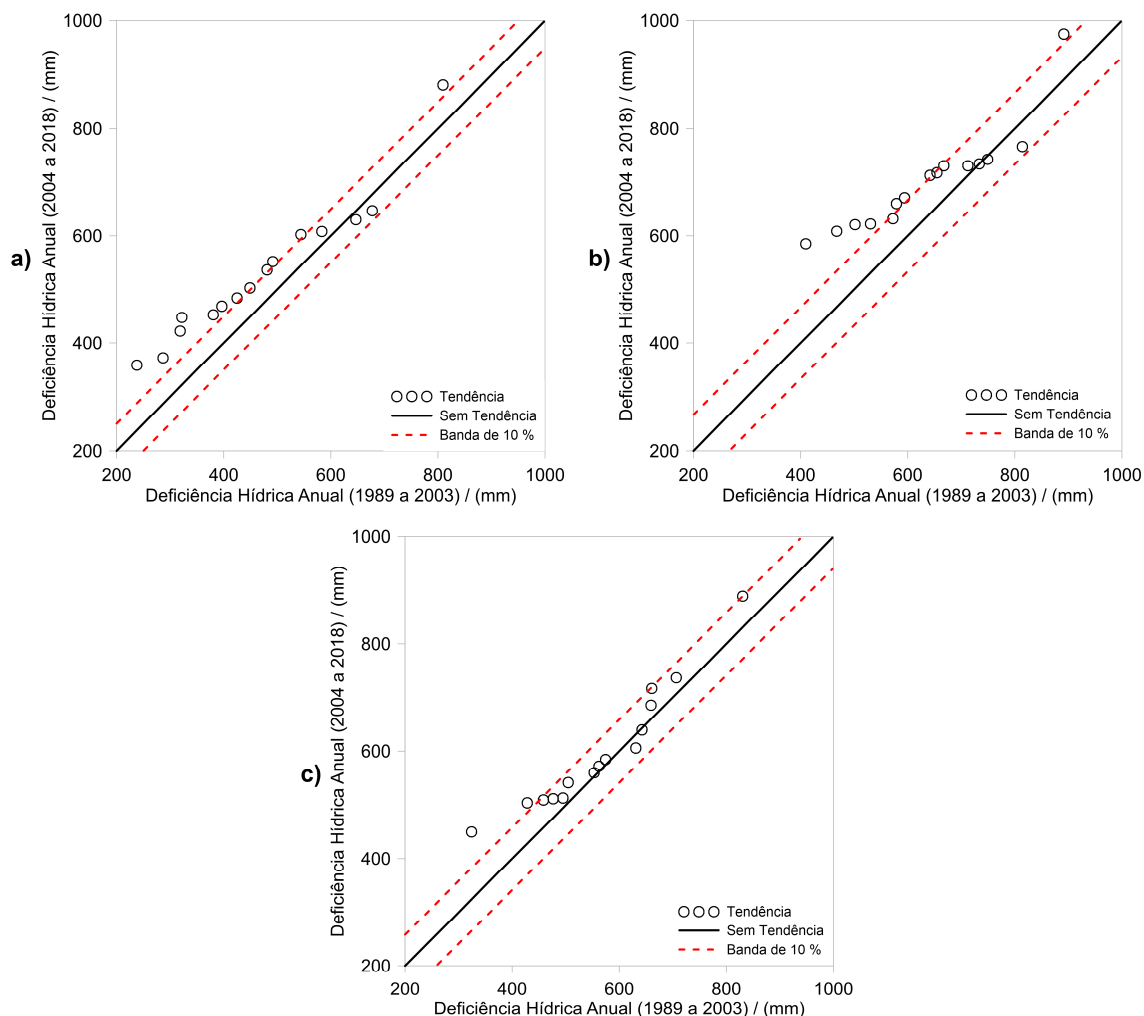 a)
Deficiência Hídrica Anual (2004 a 2018) / (mm)
1000
800
600
400
200
200 400 600 800 1000
Deficiência Hídrica Anual (1989 a 2003) / (mm)
Tendência
Sem Tendência
Banda de 10 %
b)
Deficiência Hídrica Anual (2004 a 2018) / (mm)
1000
800
600
400
200
200 400 600 800 1000
Deficiência Hídrica Anual (1989 a 2003) / (mm)
Tendência
Sem Tendência
Banda de 10 %
c)
Deficiência Hídrica Anual (2004 a 2018) / (mm)
1000
800
600
400
200
200 400 600 800 1000
Deficiência Hídrica Anual (1989 a 2003) / (mm)
Tendência
Sem Tendência
Banda de 10 %